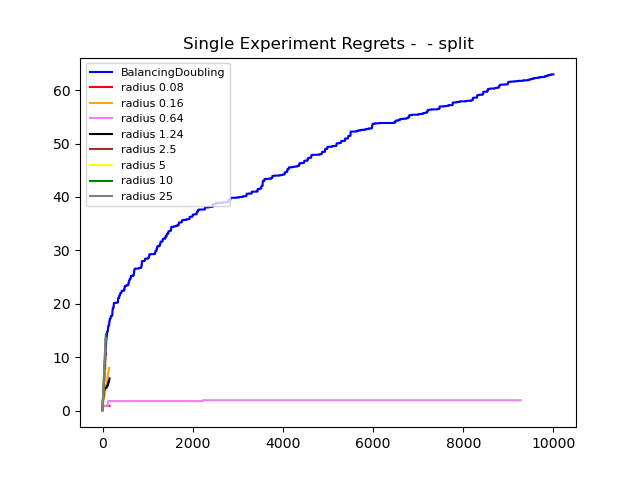 Single Experiment Regrets -  - split
BalancingDoubling
radius 0.08
radius 0.16
radius 0.64
radius 1.24
radius 2.5
radius 5
radius 10
radius 25
60
50
40
30
20
10
0
0 2000 4000 6000 8000 10000